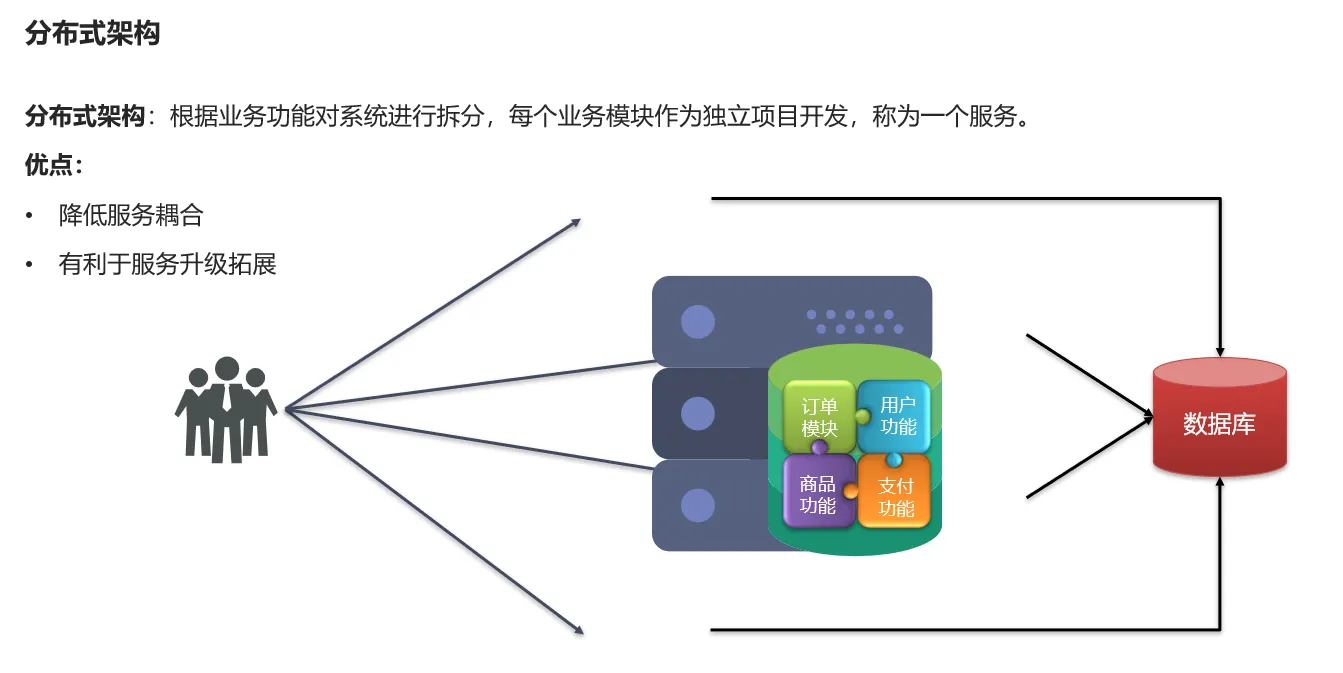 分布式架构
分布式架构：根据业务功能对系统进行拆分，每个业务模块作为独立项目开发，称为一个服务。
优点：
• 降低服务耦合
• 有利于服务升级拓展
订单
模块
用户
功能
商品
功能
支付
功能
数据库